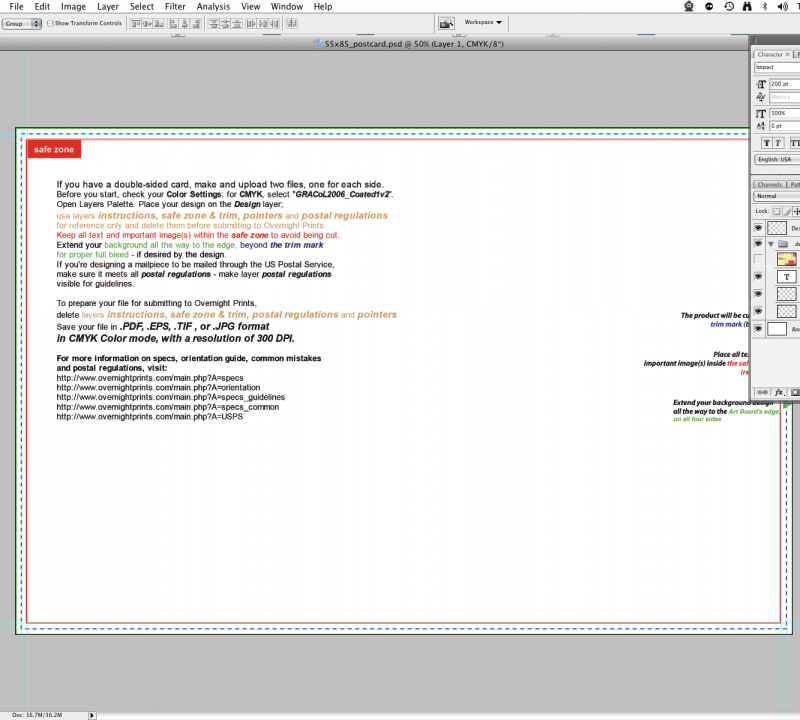 File Edit Image Layer Select Filter Analysis View Window Help
Group Show Transform Controls Workspace
55x85_postcard.psd @ 50% (Layer 1, CMYK/8*)
Character ×
Impact
200 pt
Metrics
100%
0 pt
T T TT
English: USA
Channels
Normal
Lock:
T
safe zone
If you have a double-sided card, make and upload two files, one for each side.
Before you start, check your Color Settings: for CMYK, select "GRACoL2006_Coated1v2".
Open Layers Palette. Place your design on the Design layer;
use layers instructions, safe zone & trim, pointers and postal regulations
for reference only and delete them before submitting to Overnight Prints.
Keep all text and important image(s) within the safe zone to avoid being cut.
Extend your background all the way to the edge, beyond the trim mark
for proper full bleed - if desired by the design.
If you're designing a mailpiece to be mailed through the US Postal Service,
make sure it meets all postal regulations - make layer postal regulations
visible for guidelines.
To prepare your file for submitting to Overnight Prints,
delete layers instructions, safe zone & trim, postal regulations and pointers
Save your file in .PDF, .EPS, .TIF , or .JPG format
in CMYK Color mode, with a resolution of 300 DPI.
For more information on specs, orientation guide, common mistakes
and postal regulations, visit:
http://www.overnightprints.com/main.php?A=specs
http://www.overnightprints.com/main.php?A=orientation
http://www.overnightprints.com/main.php?A=specs_guidelines
http://www.overnightprints.com/main.php?A=specs_common
http://www.overnightprints.com/main.php?A=USPS
The product will be cu
trim mark (b
Place all tex
important image(s) inside the saf
(re
Extend your background design
all the way to the Art Board's edge,
on all four sides
Doc: 16.7M/36.2M